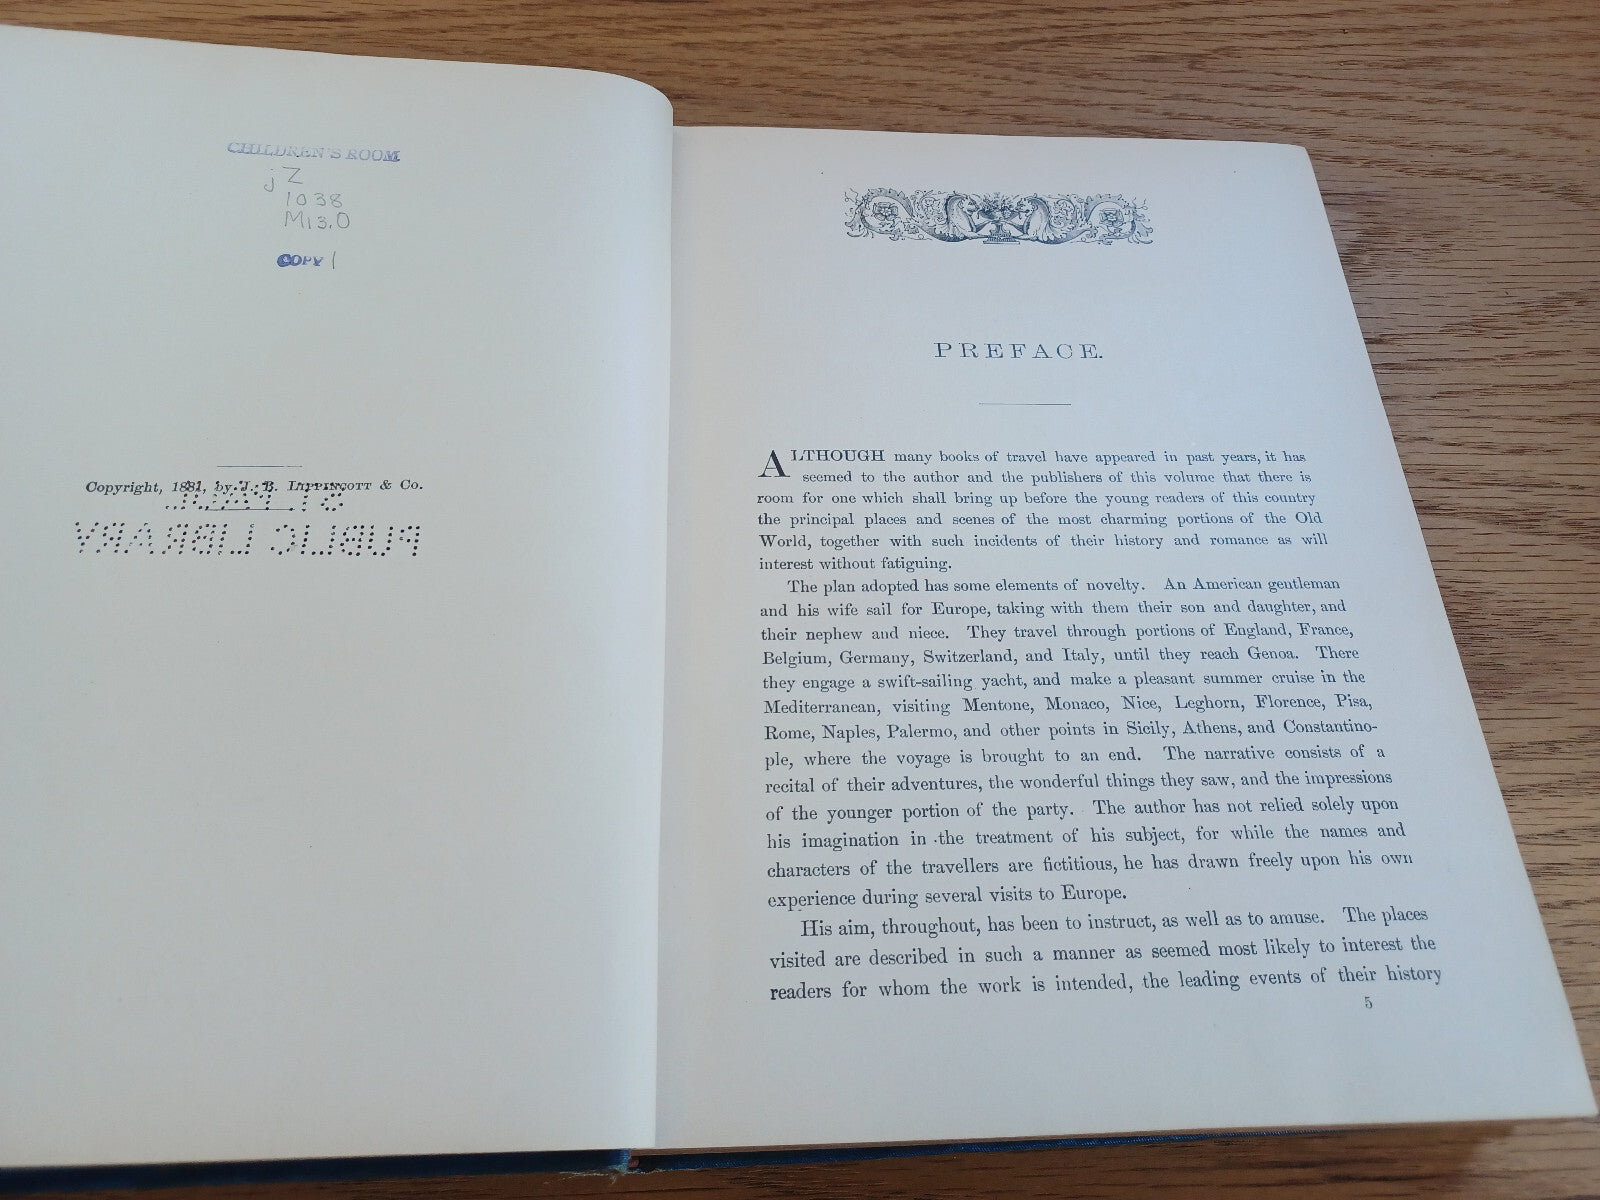 CHILDREN'S ROOM
jZ
1038
M13.0
COPY 1
Copyright, 1881, by J. B. LIPPINCOTT & Co.
ST. PAUL
PUBLIC LIBRARY
PREFACE.
ALTHOUGH many books of travel have appeared in past years, it has
seemed to the author and the publishers of this volume that there is
room for one which shall bring up before the young readers of this country
the principal places and scenes of the most charming portions of the Old
World, together with such incidents of their history and romance as will
interest without fatiguing.
The plan adopted has some elements of novelty. An American gentleman
and his wife sail for Europe, taking with them their son and daughter, and
their nephew and niece. They travel through portions of England, France,
Belgium, Germany, Switzerland, and Italy, until they reach Genoa. There
they engage a swift-sailing yacht, and make a pleasant summer cruise in the
Mediterranean, visiting Mentone, Monaco, Nice, Leghorn, Florence, Pisa,
Rome, Naples, Palermo, and other points in Sicily, Athens, and Constantino-
ple, where the voyage is brought to an end. The narrative consists of a
recital of their adventures, the wonderful things they saw, and the impressions
of the younger portion of the party. The author has not relied solely upon
his imagination in the treatment of his subject, for while the names and
characters of the travellers are fictitious, he has drawn freely upon his own
experience during several visits to Europe.
His aim, throughout, has been to instruct, as well as to amuse. The places
visited are described in such a manner as seemed most likely to interest the
readers for whom the work is intended, the leading events of their history
5